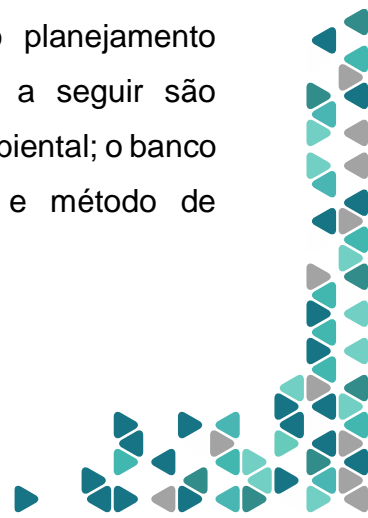 planejamento
a seguir são
biental; o banco
e método de